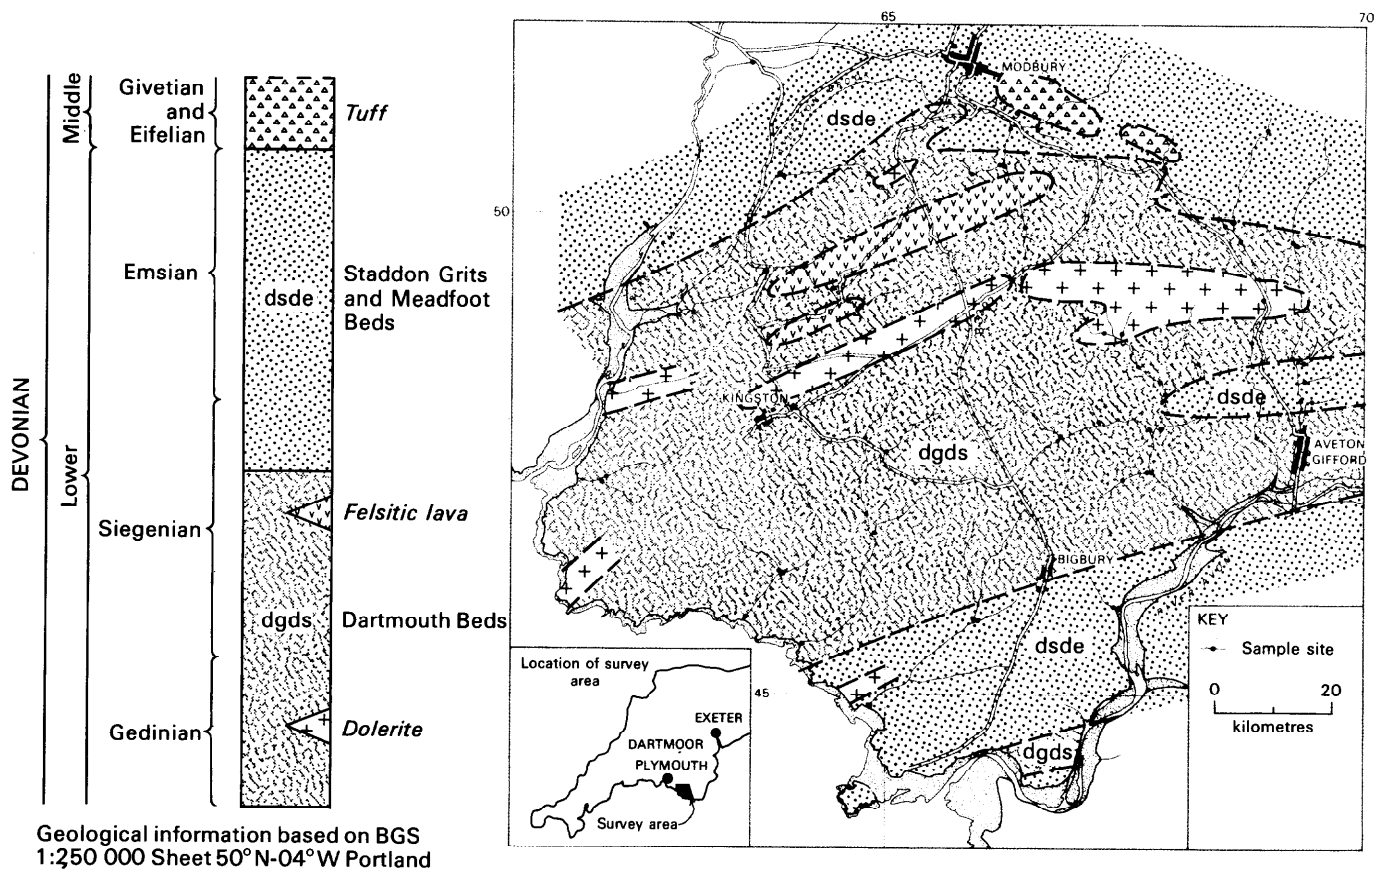 DEVONIAN
Middle
Lower
Givetian
and
Eifelian
Emsian
Siegenian
Gedinian
dsde
dgds
Tuff
Staddon Grits
and Meadfoot
Beds
Felsitic lava
Dartmouth Beds
Dolerite
Geological information based on BGS
1:250 000 Sheet 50°N-04°W Portland
65
70
50
45
MODBURY
dsde
KINGSTON
dsde
dgds
AVETON
GIFFORD
BIGBURY
dsde
dgds
KEY
Sample site
0 20
kilometres
Location of survey
area
EXETER
DARTMOOR
PLYMOUTH
Survey area